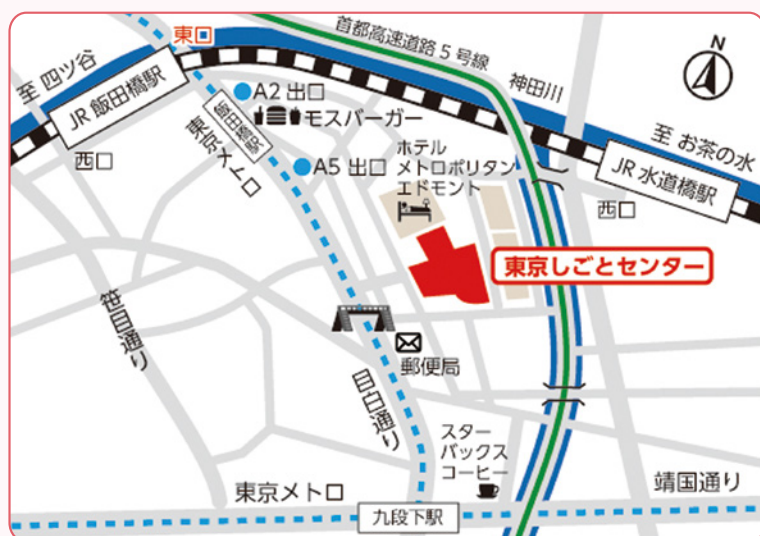 東口
首都高速道路5号線
N
至 四ツ谷
JR 飯田橋駅
A2 出口
神田川
飯田橋駅
モスバーガー
東京メトロ
至 お茶の水
西口
A5 出口
ホテル
メトロポリタン
エドモント
JR 水道橋駅
西口
東京しごとセンター
笹目通り
郵便局
目白通り
スター
バックス
コーヒー
東京メトロ
靖国通り
九段下駅